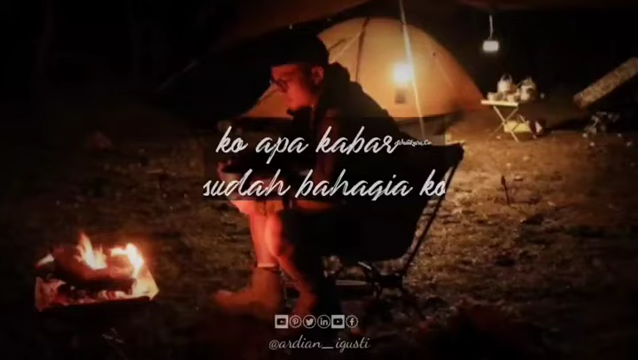 ko apa kabar
sudah bahagia ko
@ardian_igusti